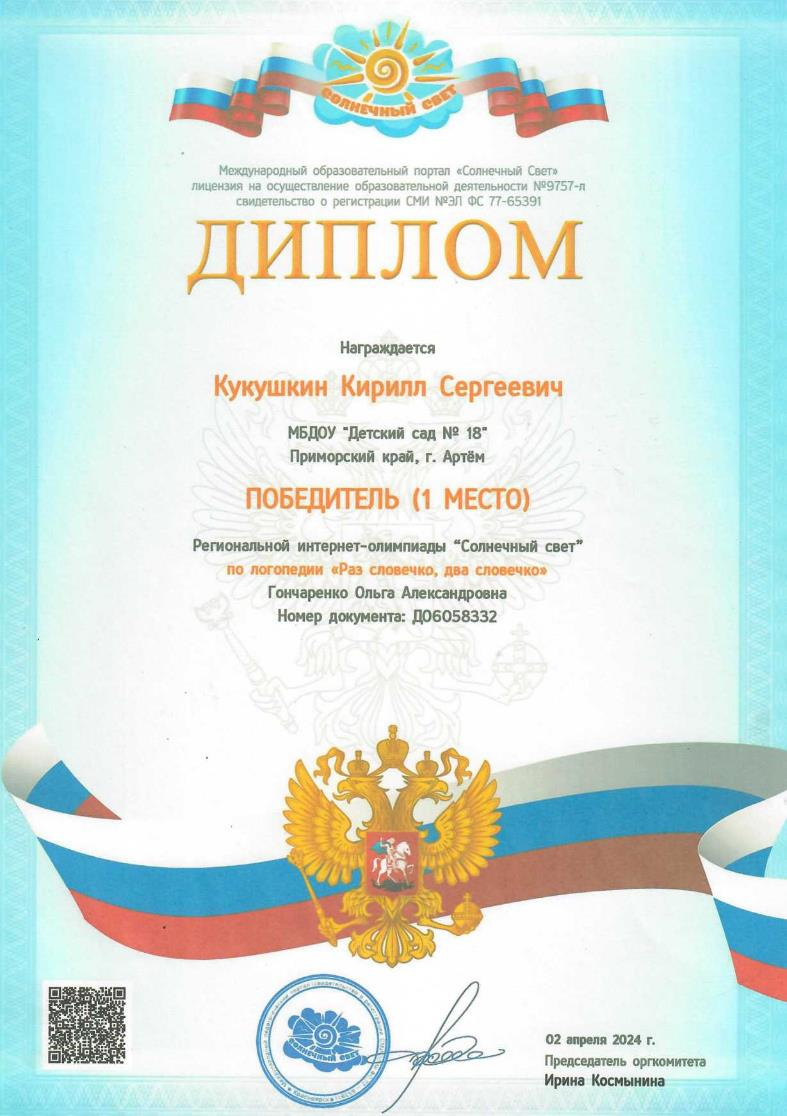 СОЛНЕЧНЫЙ СВЕТ
Международный образовательный портал «Солнечный Свет»
лицензия на осуществление образовательной деятельности №9757-л
свидетельство о регистрации СМИ №ЭЛ ФС 77-65391
ДИПЛОМ
Награждается
Кукушкин Кирилл Сергеевич
МБДОУ "Детский сад № 18"
Приморский край, г. Артём
ПОБЕДИТЕЛЬ (1 МЕСТО)
Региональной интернет-олимпиады “Солнечный свет”
по логопедии «Раз словечко, два словечко»
Гончаренко Ольга Александровна
Номер документа: ДО6058332
СОЛНЕЧНЫЙ СВЕТ
02 апреля 2024 г.
Председатель оргкомитета
Ирина Космынина